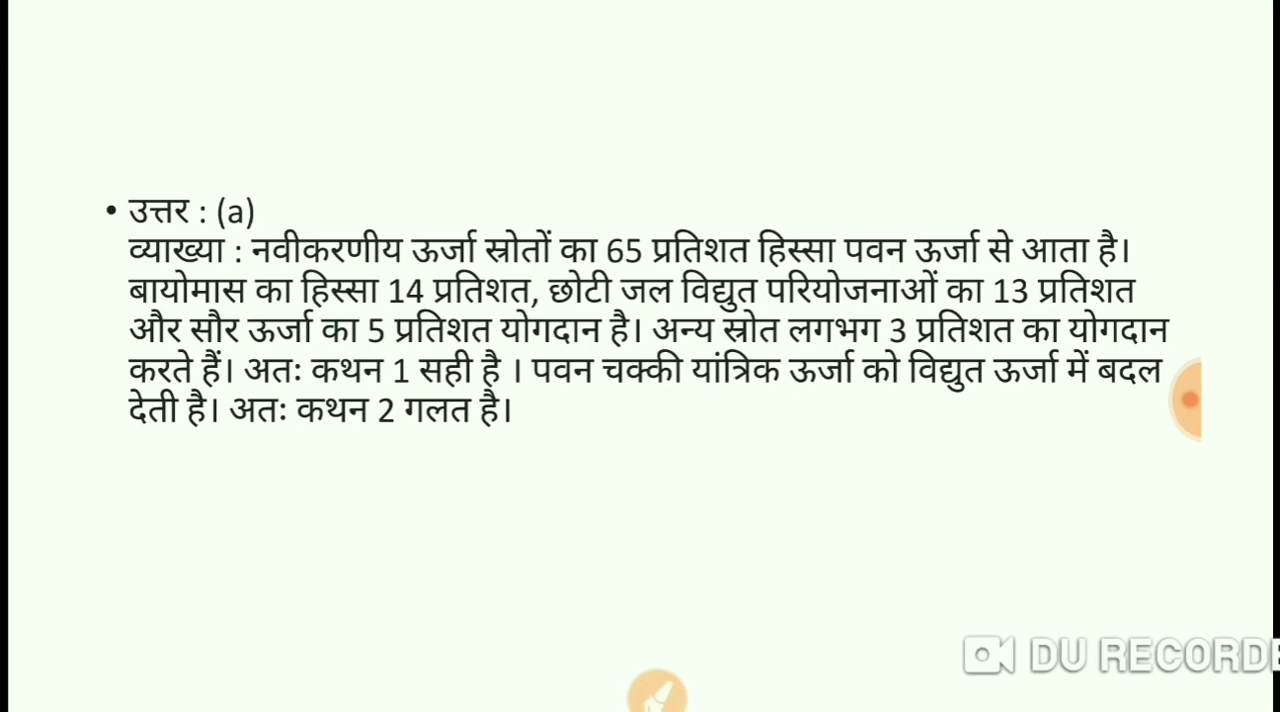 • उत्तर : (a)
व्याख्या : नवीकरणीय ऊर्जा स्रोतों का 65 प्रतिशत हिस्सा पवन ऊर्जा से आता है।
बायोमास का हिस्सा 14 प्रतिशत, छोटी जल विद्युत परियोजनाओं का 13 प्रतिशत
और सौर ऊर्जा का 5 प्रतिशत योगदान है। अन्य स्रोत लगभग 3 प्रतिशत का योगदान
करते हैं। अतः कथन 1 सही है । पवन चक्की यांत्रिक ऊर्जा को विद्युत ऊर्जा में बदल
देती है। अतः कथन 2 गलत है।
DU RECORDE